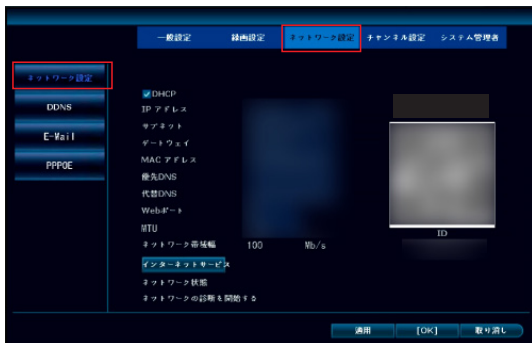 一般設定 録画設定 ネットワーク設定 チャンネル設定 システム管理者
ネットワーク設定
DDNS
E-Mail
PPPOE
DHCP
IP アドレス
サブネット
ゲートウェイ
MAC アドレス
優先DNS
代替DNS
Webポート
MTU
ネットワーク帯域幅 100 Mb/s
インターネットサービス
ネットワーク状態
ネットワークの診断を開始する
ID
適用 [OK] 取り消し